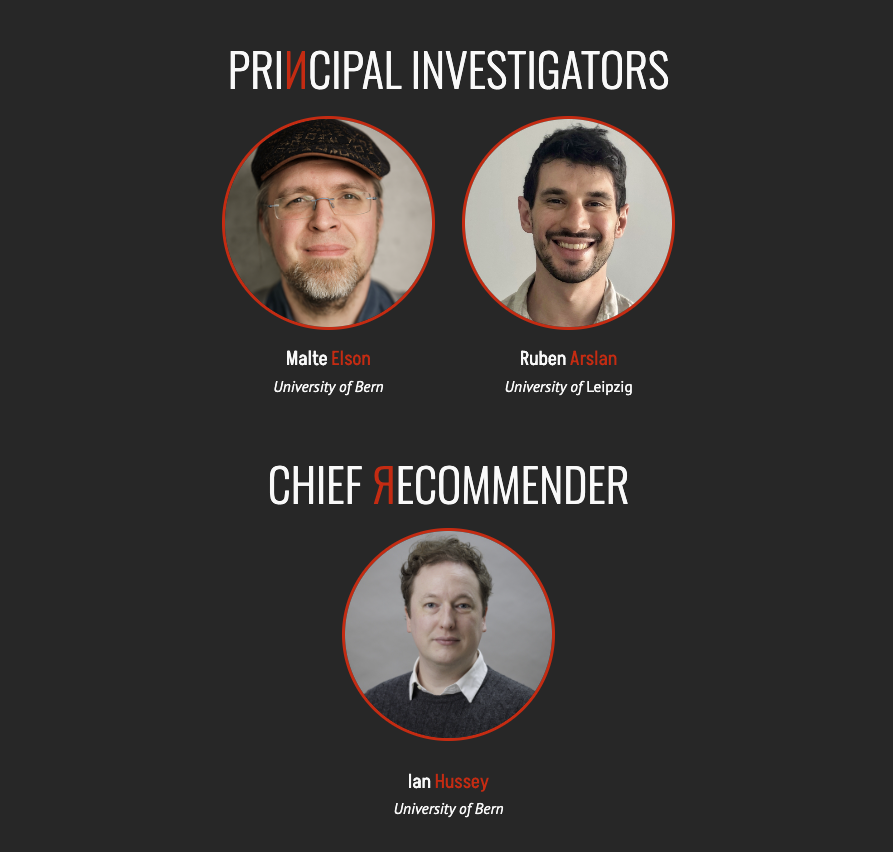 PRIИCIPAL INVESTIGATORS
Malte Elson
Ruben Arslan
University of Bern
University of Leipzig
CHIEF ЯECOMMENDER
Ian Hussey
University of Bern